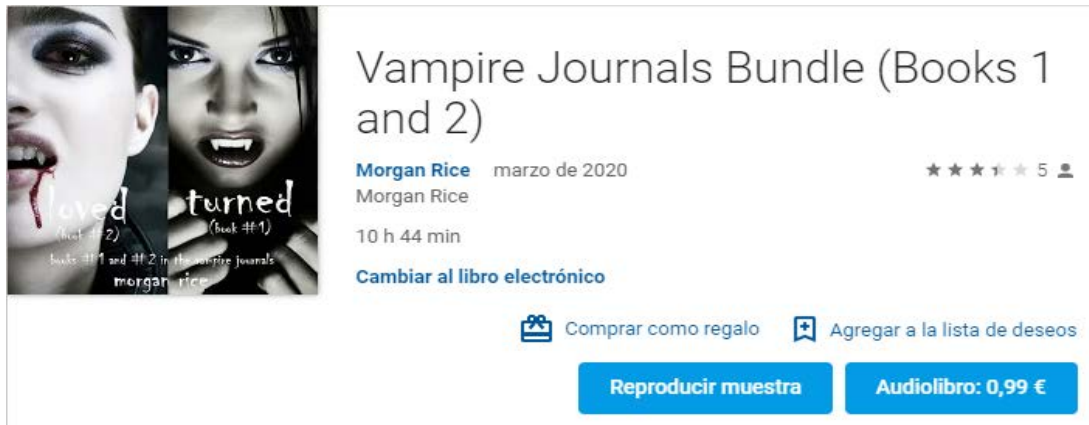 loved
(book #2)
turned
(book #1)
books #1 and #2 in the vampire journals
morgan rice
Vampire Journals Bundle (Books 1
and 2)
Morgan Rice marzo de 2020
5
Morgan Rice
10 h 44 min
Cambiar al libro electrónico
Comprar como regalo
Agregar a la lista de deseos
Reproducir muestra
Audiolibro: 0,99 €